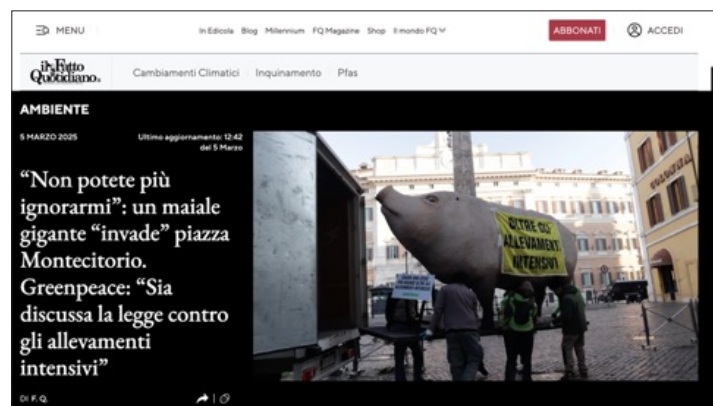 MENU
In Edicola Blog Millennium FQ Magazine Shop Il mondo FQ
ABBONATI
ACCEDI
il Fatto Quotidiano
Cambiamenti Climatici Inquinamento Pfas
AMBIENTE
5 MARZO 2025
Ultimo aggiornamento: 12:42
del 5 Marzo
“Non potete più
ignorarmi”: un maiale
gigante “invade” piazza
Montecitorio.
Greenpeace: “Sia
discussa la legge contro
gli allevamenti
intensivi”
DI F. Q.
OLTRE GLI
ALLEVAMENTI
INTENSIVI
COLONNA